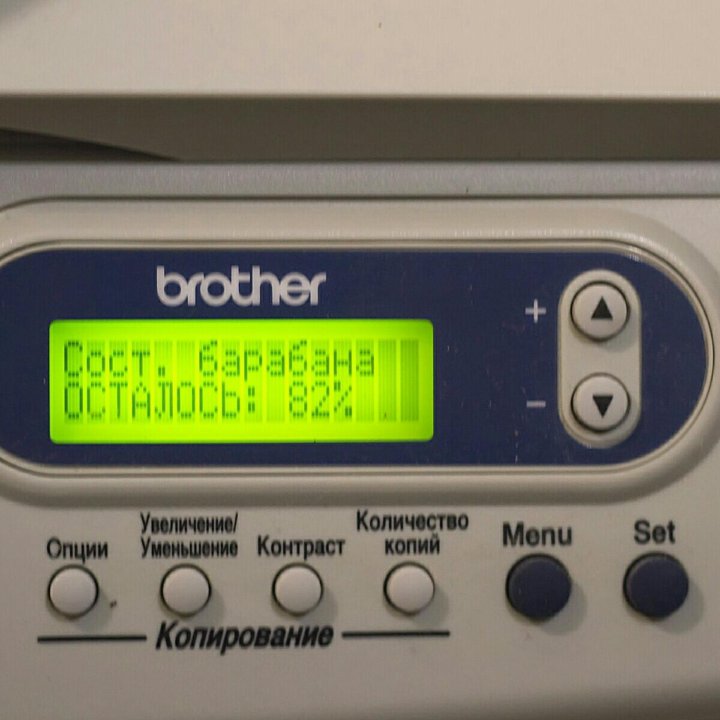 brother
Сост. барабана
ОСТАЛОСЬ: 82%
+
−
Опции
Увеличение/
Уменьшение
Контраст
Количество
копий
Menu
Set
Копирование